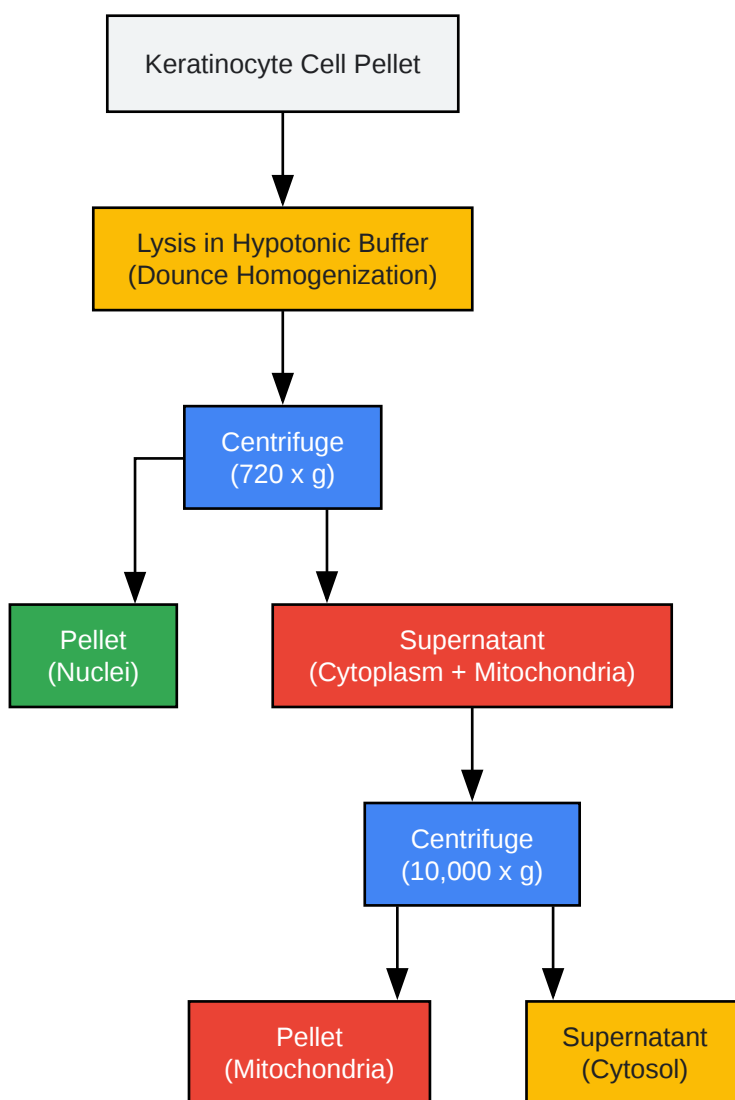 Keratinocyte Cell Pellet
Lysis in Hypotonic Buffer
(Dounce Homogenization)
Centrifuge
(720 x g)
Pellet
(Nuclei)
Supernatant
(Cytoplasm + Mitochondria)
Centrifuge
(10,000 x g)
Pellet
(Mitochondria)
Supernatant
(Cytosol)